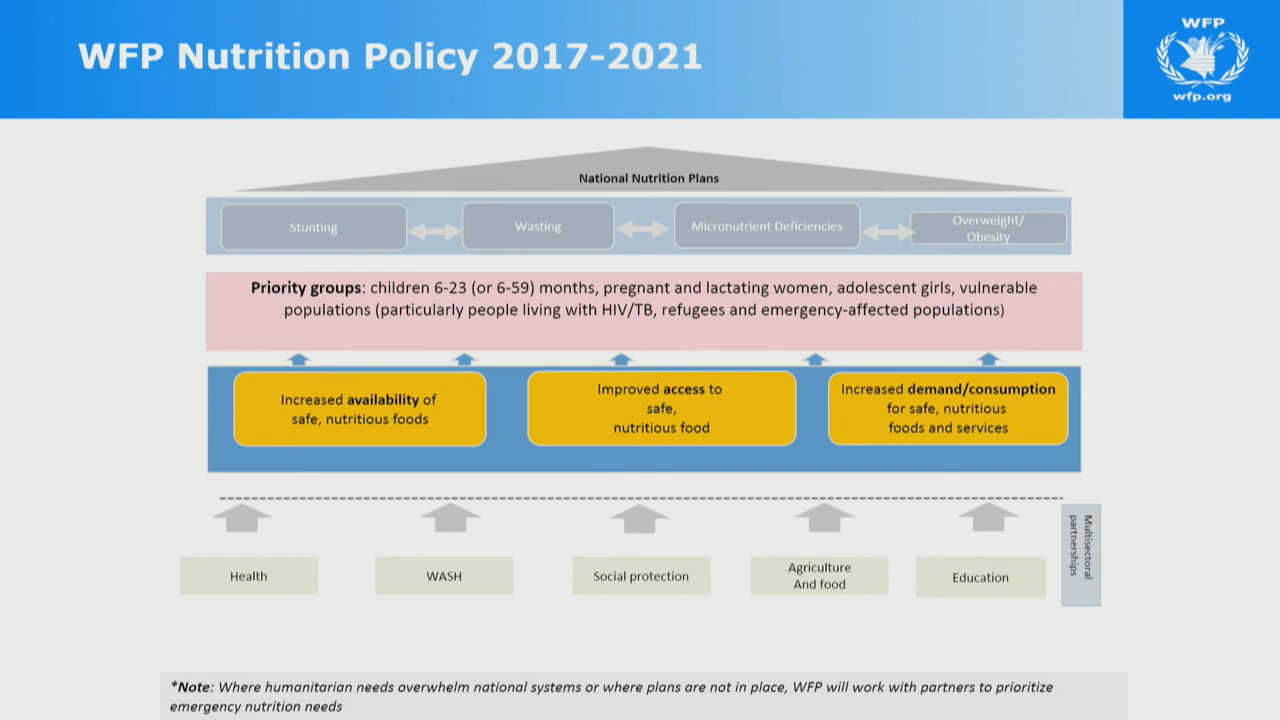 WFP Nutrition Policy 2017-2021
WFP
wfp.org
National Nutrition Plans
Stunting
Wasting
Micronutrient Deficiencies
Overweight/
Obesity
Priority groups: children 6-23 (or 6-59) months, pregnant and lactating women, adolescent girls, vulnerable
populations (particularly people living with HIV/TB, refugees and emergency-affected populations)
Increased availability of
safe, nutritious foods
Improved access to
safe,
nutritious food
Increased demand/consumption
for safe, nutritious
foods and services
Health
WASH
Social protection
Agriculture
And food
Education
Multisectoral
partnerships
*Note: Where humanitarian needs overwhelm national systems or where plans are not in place, WFP will work with partners to prioritize
emergency nutrition needs